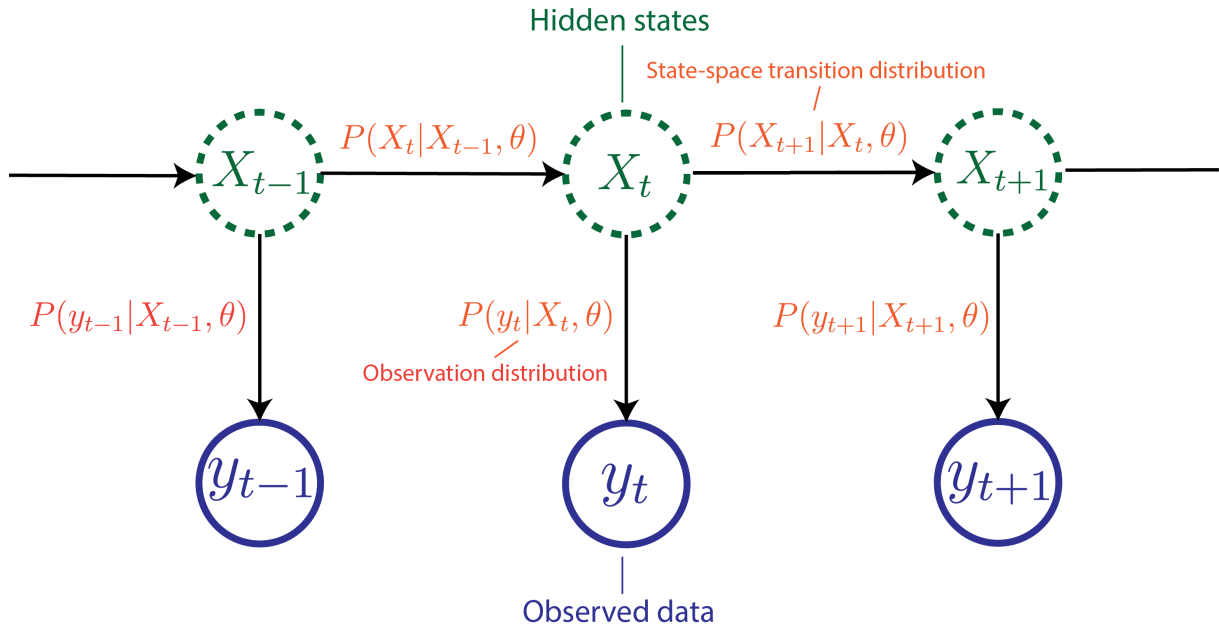 Hidden states
State-space transition distribution
P(X_t|X_{t−1}, θ)
P(X_{t+1}|X_t, θ)
X_{t−1}
X_t
X_{t+1}
P(y_{t−1}|X_{t−1}, θ)
P(y_t|X_t, θ)
P(y_{t+1}|X_{t+1}, θ)
Observation distribution
y_{t−1}
y_t
y_{t+1}
Observed data